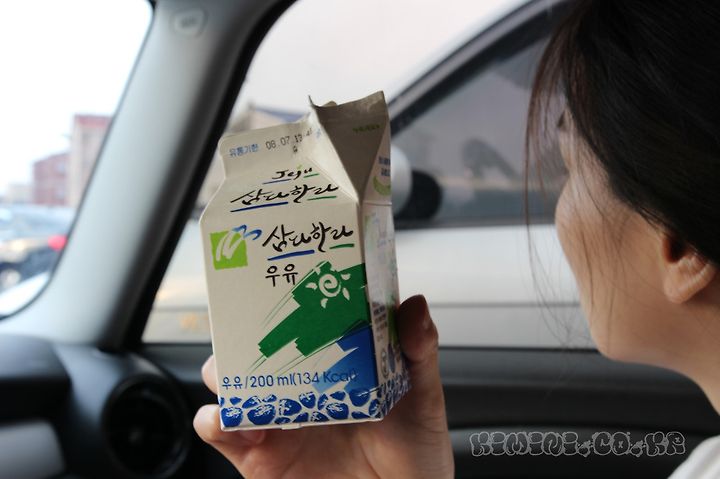 유통기한 08.07
Jeju
삼다한라
삼다한라
우유
우유/200 ml(134 Kcal)
KIMINI.CO.KR